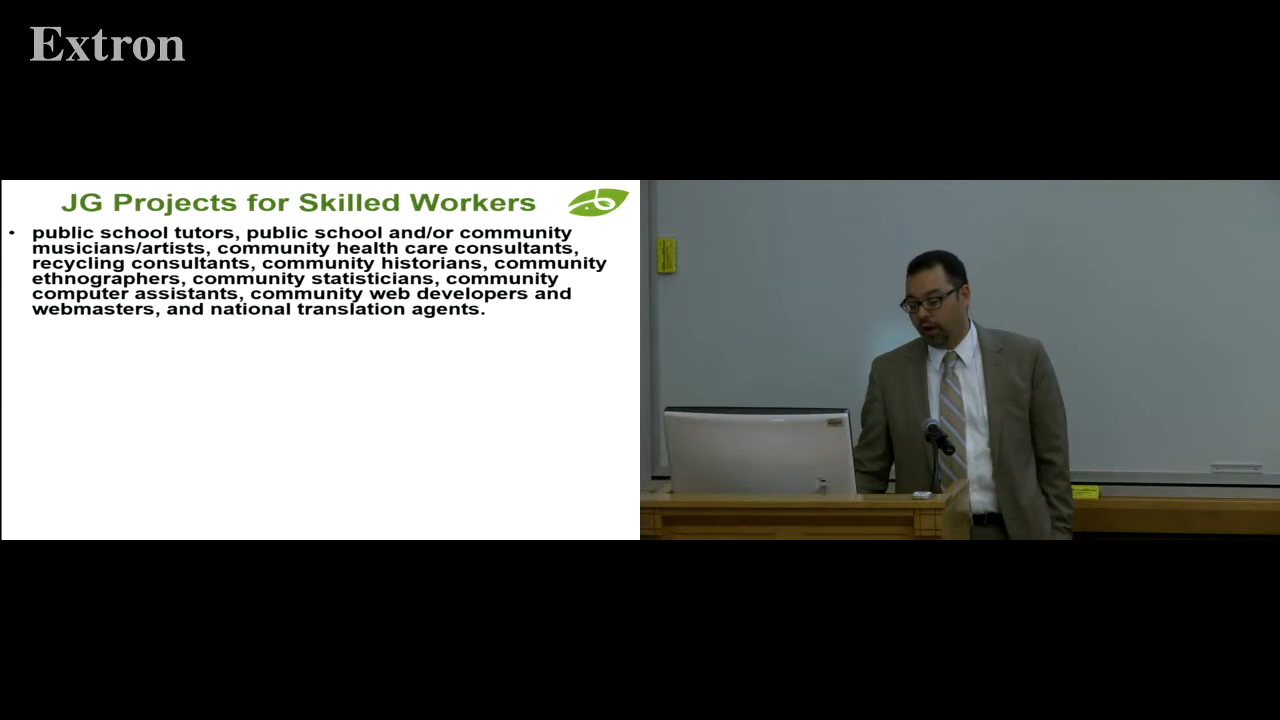 Extron
JG Projects for Skilled Workers
• public school tutors, public school and/or community
musicians/artists, community health care consultants,
recycling consultants, community historians, community
ethnographers, community statisticians, community
computer assistants, community web developers and
webmasters, and national translation agents.